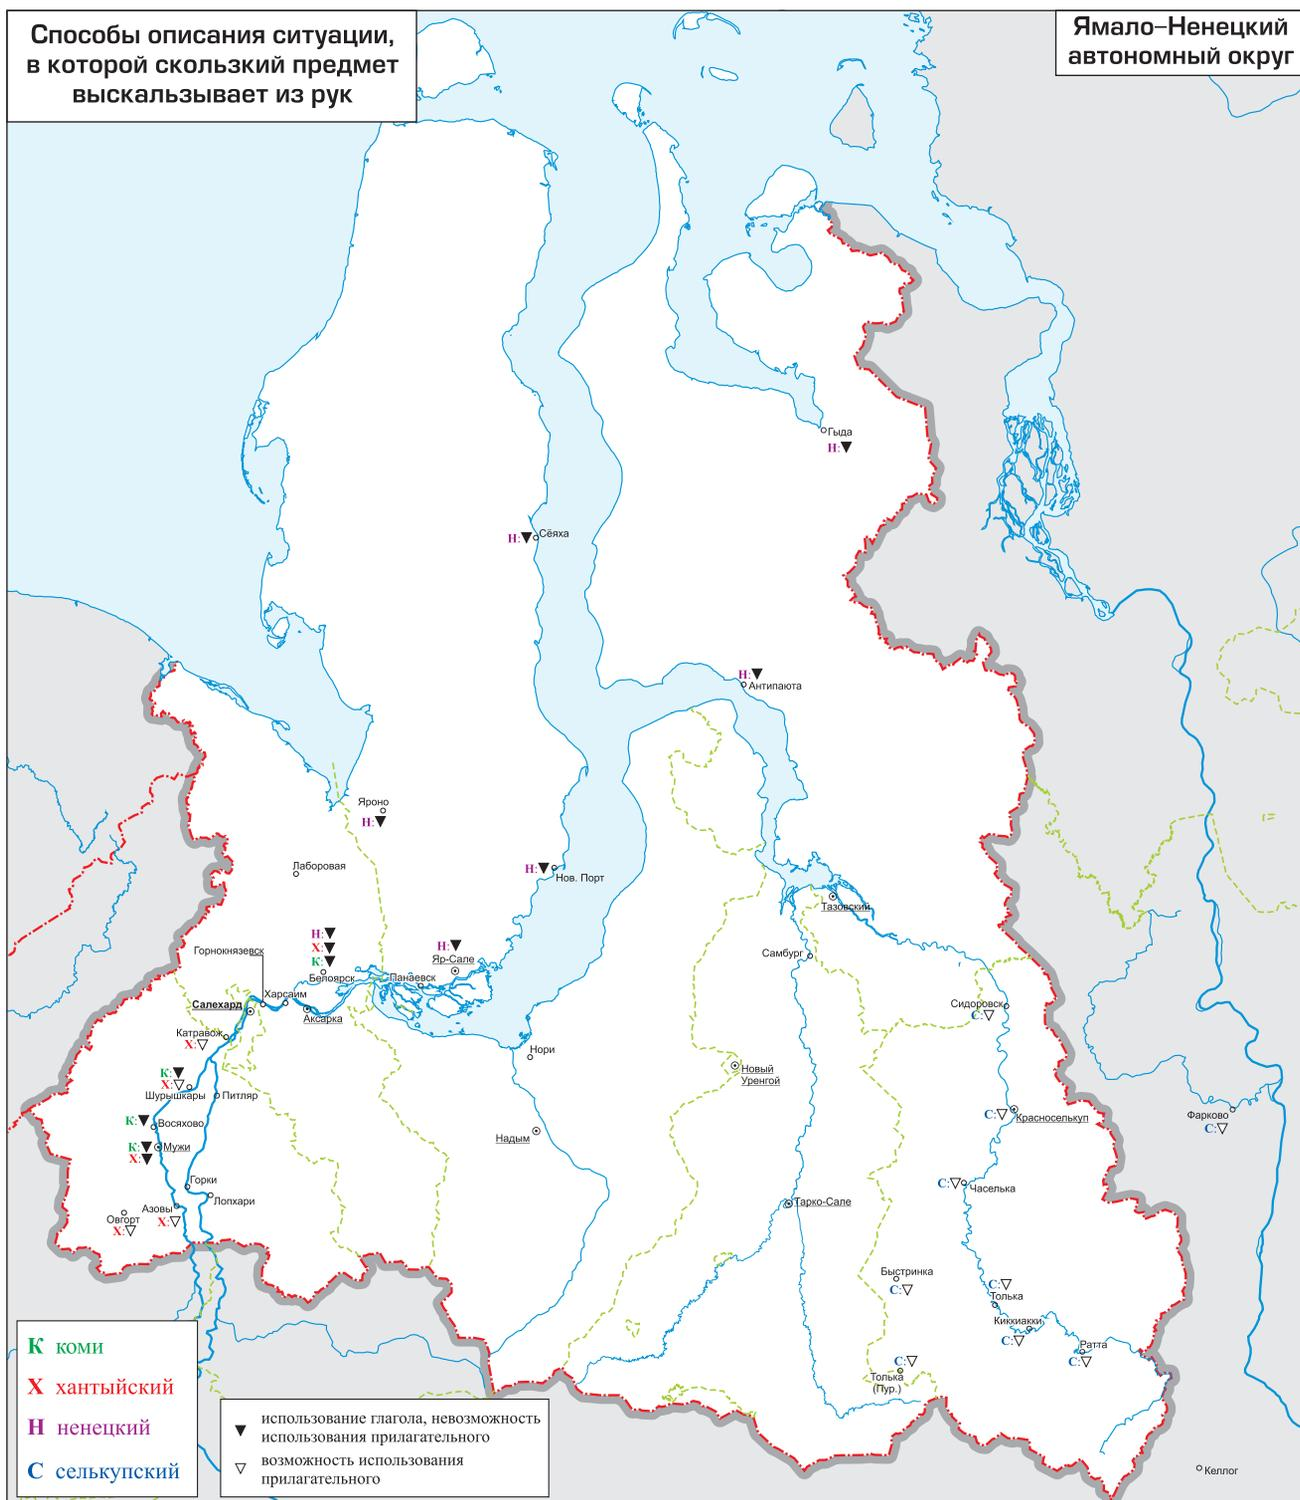 Способы описания ситуации,
в которой скользкий предмет
выскальзывает из рук
Ямало–Ненецкий
автономный округ
Гыда
Н:▼
Н:▼
Сёяха
Н:▼
Антипаюта
Яроно
Н:▼
Лаборовая
Н:▼
Нов. Порт
Тазовский
Н:▼
Х:▼
К:▼
Белоярск
Н:▼
Яр-Сале
Панаевск
Горнокнязевск
Самбург
Харсаим
Салехард
Аксарка
Сидоровск
С:▽
Катравож
Х:▽
Нори
Новый
Уренгой
К:▼
Х:▽
Шурышкары
Питляр
К:▼
Восяхово
К:▼
Мужи
Х:▼
Надым
С:▽
Красноселькуп
Фарково
С:▽
Горки
Лопхари
С:▽
Часелька
Тарко-Сале
Азовы
Х:▽
Овгорт
Х:▽
Быстринка
С:▽
С:▽
Толька
Киккиакки
С:▽
Ратта
С:▽
С:▽
Толька
(Пур.)
Келлог
К коми
Х хантыйский
Н ненецкий
С селькупский
▼ использование глагола, невозможность
использования прилагательного
▽ возможность использования
прилагательного